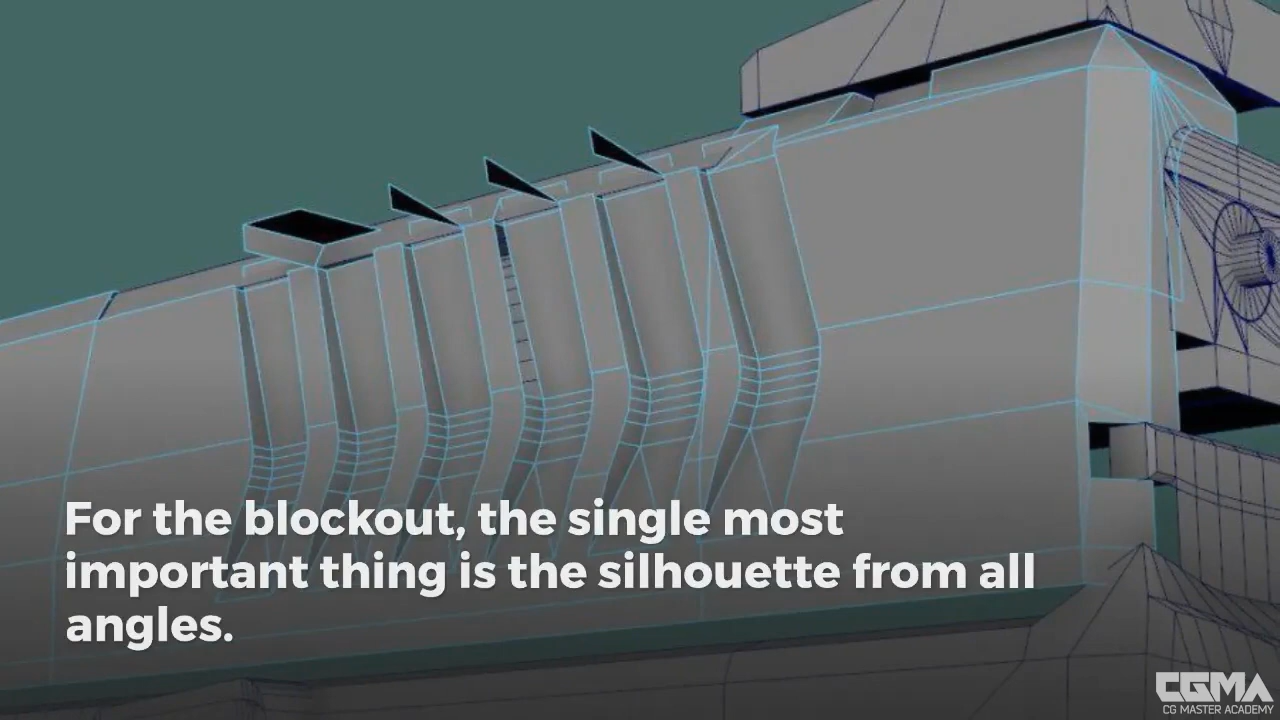 For the blockout, the single most
important thing is the silhouette from all
angles.
CGMA
CG MASTER ACADEMY